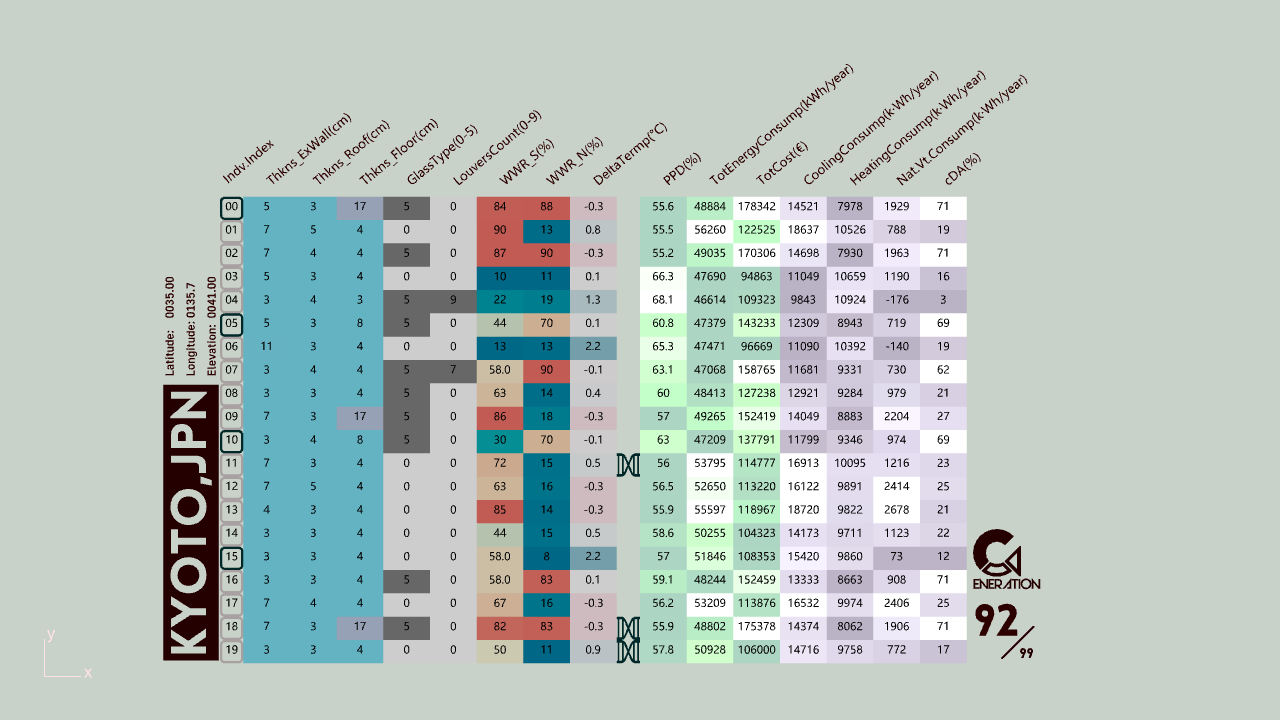 Indv.Index Thkns_ExWall(cm) Thkns_Roof(cm) Thkns_Floor(cm) GlassType(0-5) LouversCount(0-9) WWR_S(%) WWR_N(%) DeltaTermp(°C) PPD(%) TotEnergyConsump(kWh/year) TotCost(€) CoolingConsump(k·Wh/year) HeatingConsump(k·Wh/year) Nat.Vt.Consump(k·Wh/year) cDA(%)
00 5 3 17 5 0 84 88 -0.3 55.6 48884 178342 14521 7978 1929 71
01 7 5 4 0 0 90 13 0.8 55.5 56260 122525 18637 10526 788 19
02 7 4 4 5 0 87 90 -0.3 55.2 49035 170306 14698 7930 1963 71
03 5 3 4 0 0 10 11 0.1 66.3 47690 94863 11049 10659 1190 16
04 3 4 3 5 9 22 19 1.3 68.1 46614 109323 9843 10924 -176 3
05 5 3 8 5 0 44 70 0.1 60.8 47379 143233 12309 8943 719 69
06 11 3 4 0 0 13 13 2.2 65.3 47471 96669 11090 10392 -140 19
07 3 4 4 5 7 58.0 90 -0.1 63.1 47068 158765 11681 9331 730 62
08 3 3 4 5 0 63 14 0.4 60 48413 127238 12921 9284 979 21
09 7 3 17 5 0 86 18 -0.3 57 49265 152419 14049 8883 2204 27
10 3 4 8 5 0 30 70 -0.1 63 47209 137791 11799 9346 974 69
11 7 3 4 0 0 72 15 0.5 56 53795 114777 16913 10095 1216 23
12 7 5 4 0 0 63 16 -0.3 56.5 52650 113220 16122 9891 2414 25
13 4 3 4 0 0 85 14 -0.3 55.9 55597 118967 18720 9822 2678 21
14 3 3 4 0 0 44 15 0.5 58.6 50255 104323 14173 9711 1123 22
15 3 3 4 0 0 58.0 8 2.2 57 51846 108353 15420 9860 73 12
16 3 3 4 5 0 58.0 83 0.1 59.1 48244 152459 13333 8663 908 71
17 7 4 4 0 0 67 16 -0.3 56.2 53209 113876 16532 9974 2406 25
18 7 3 17 5 0 82 83 -0.3 55.9 48802 175378 14374 8062 1906 71
19 3 3 4 0 0 50 11 0.9 57.8 50928 106000 14716 9758 772 17
Latitude: 0035.00
Longitude: 0135.7
Elevation: 0041.00
KYOTO,JPN
GENERATION
92/99
y
x